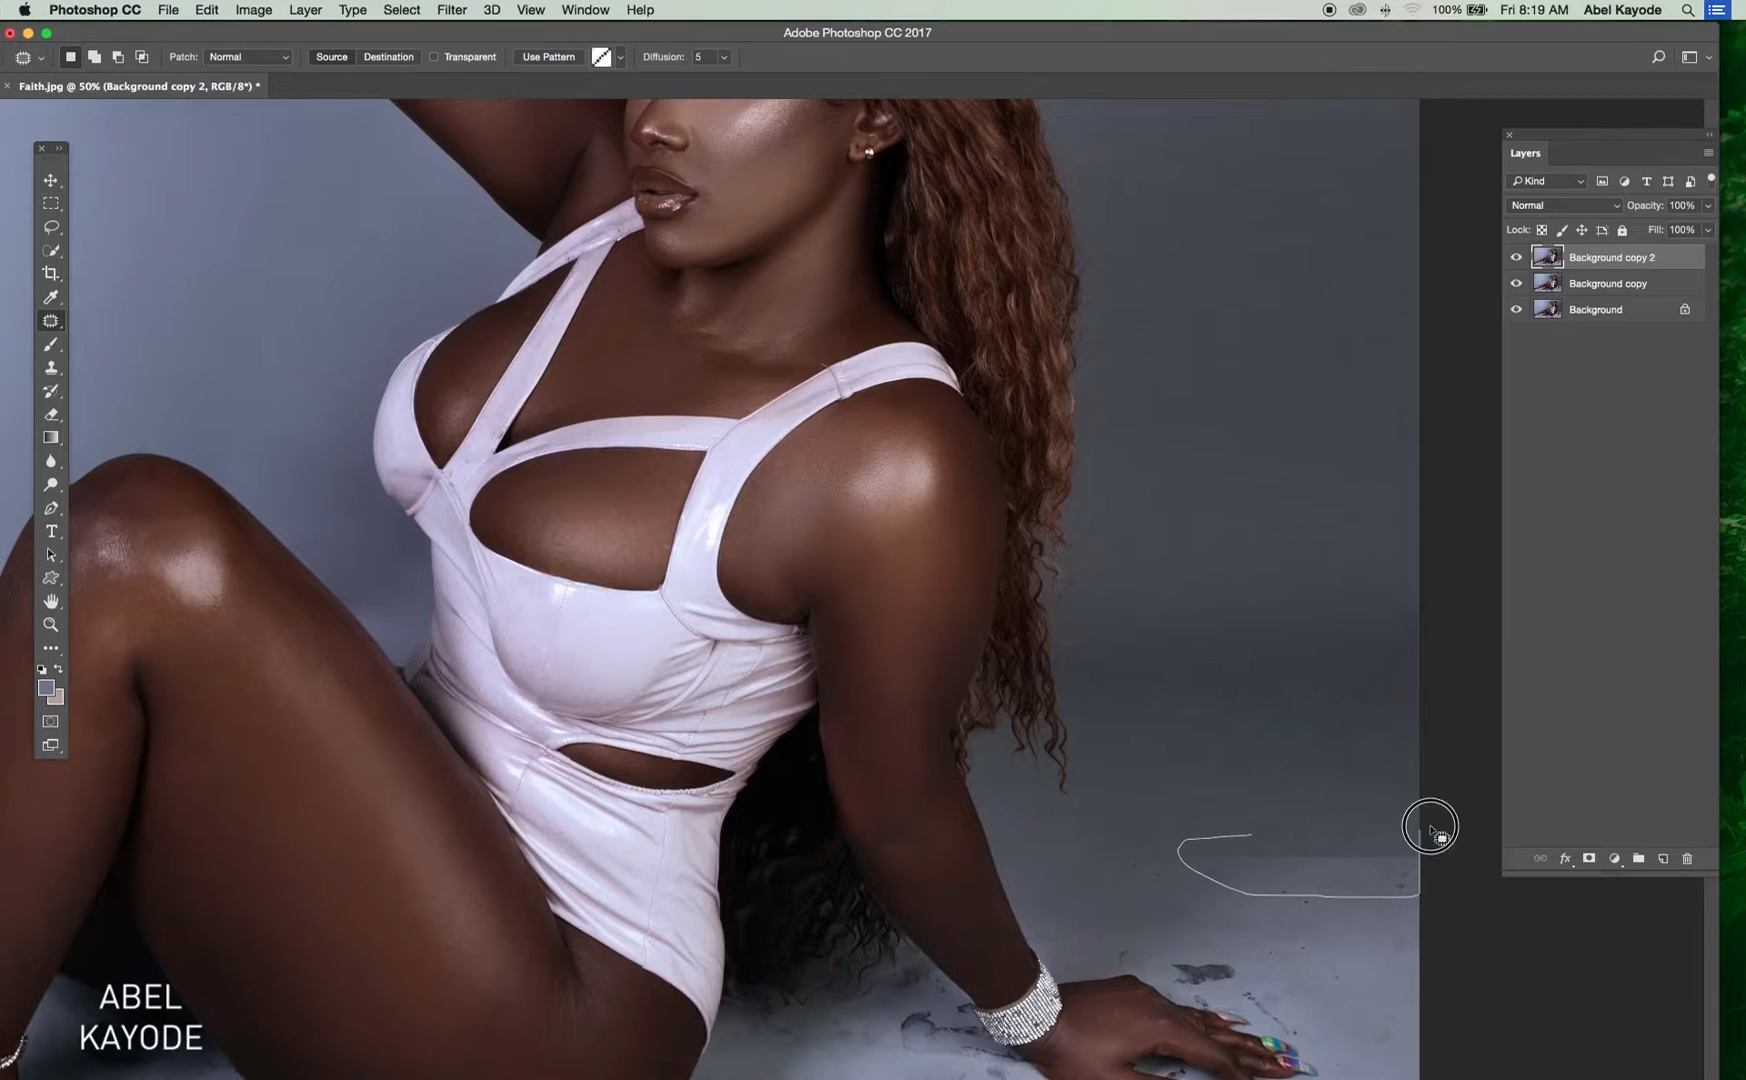 Photoshop CC File Edit Image Layer Type Select Filter 3D View Window Help 100% Fri 8:19 AM Abel Kayode
Adobe Photoshop CC 2017
Patch: Normal Source Destination Transparent Use Pattern Diffusion: 5
Faith.jpg @ 50% (Background copy 2, RGB/8*) *
Layers
Kind
Normal Opacity: 100%
Lock: Fill: 100%
Background copy 2
Background copy
Background
fx
ABEL
KAYODE